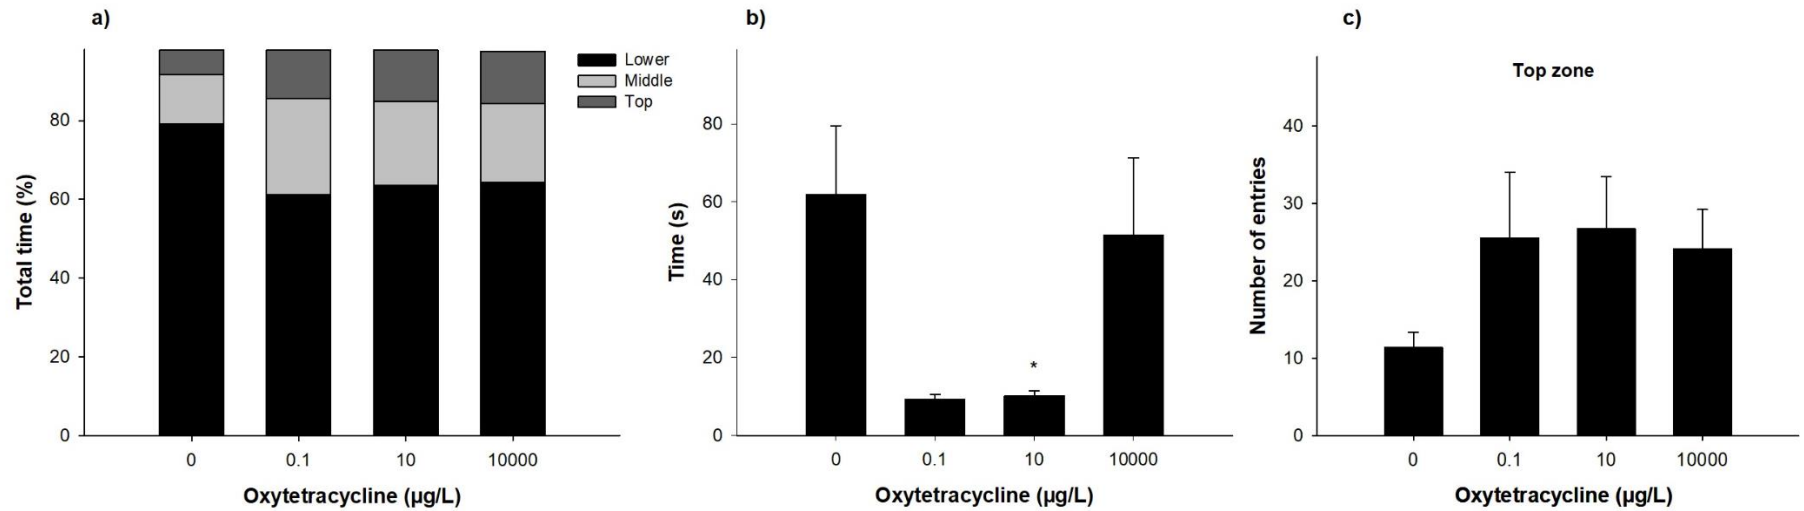 a)
Total time (%)
80
60
40
20
0
0 0.1 10 10000
Oxytetracycline (µg/L)
Lower
Middle
Top
b)
Time (s)
80
60
40
20
0
*
0 0.1 10 10000
Oxytetracycline (µg/L)
c)
Top zone
Number of entries
40
30
20
10
0
0 0.1 10 10000
Oxytetracycline (µg/L)